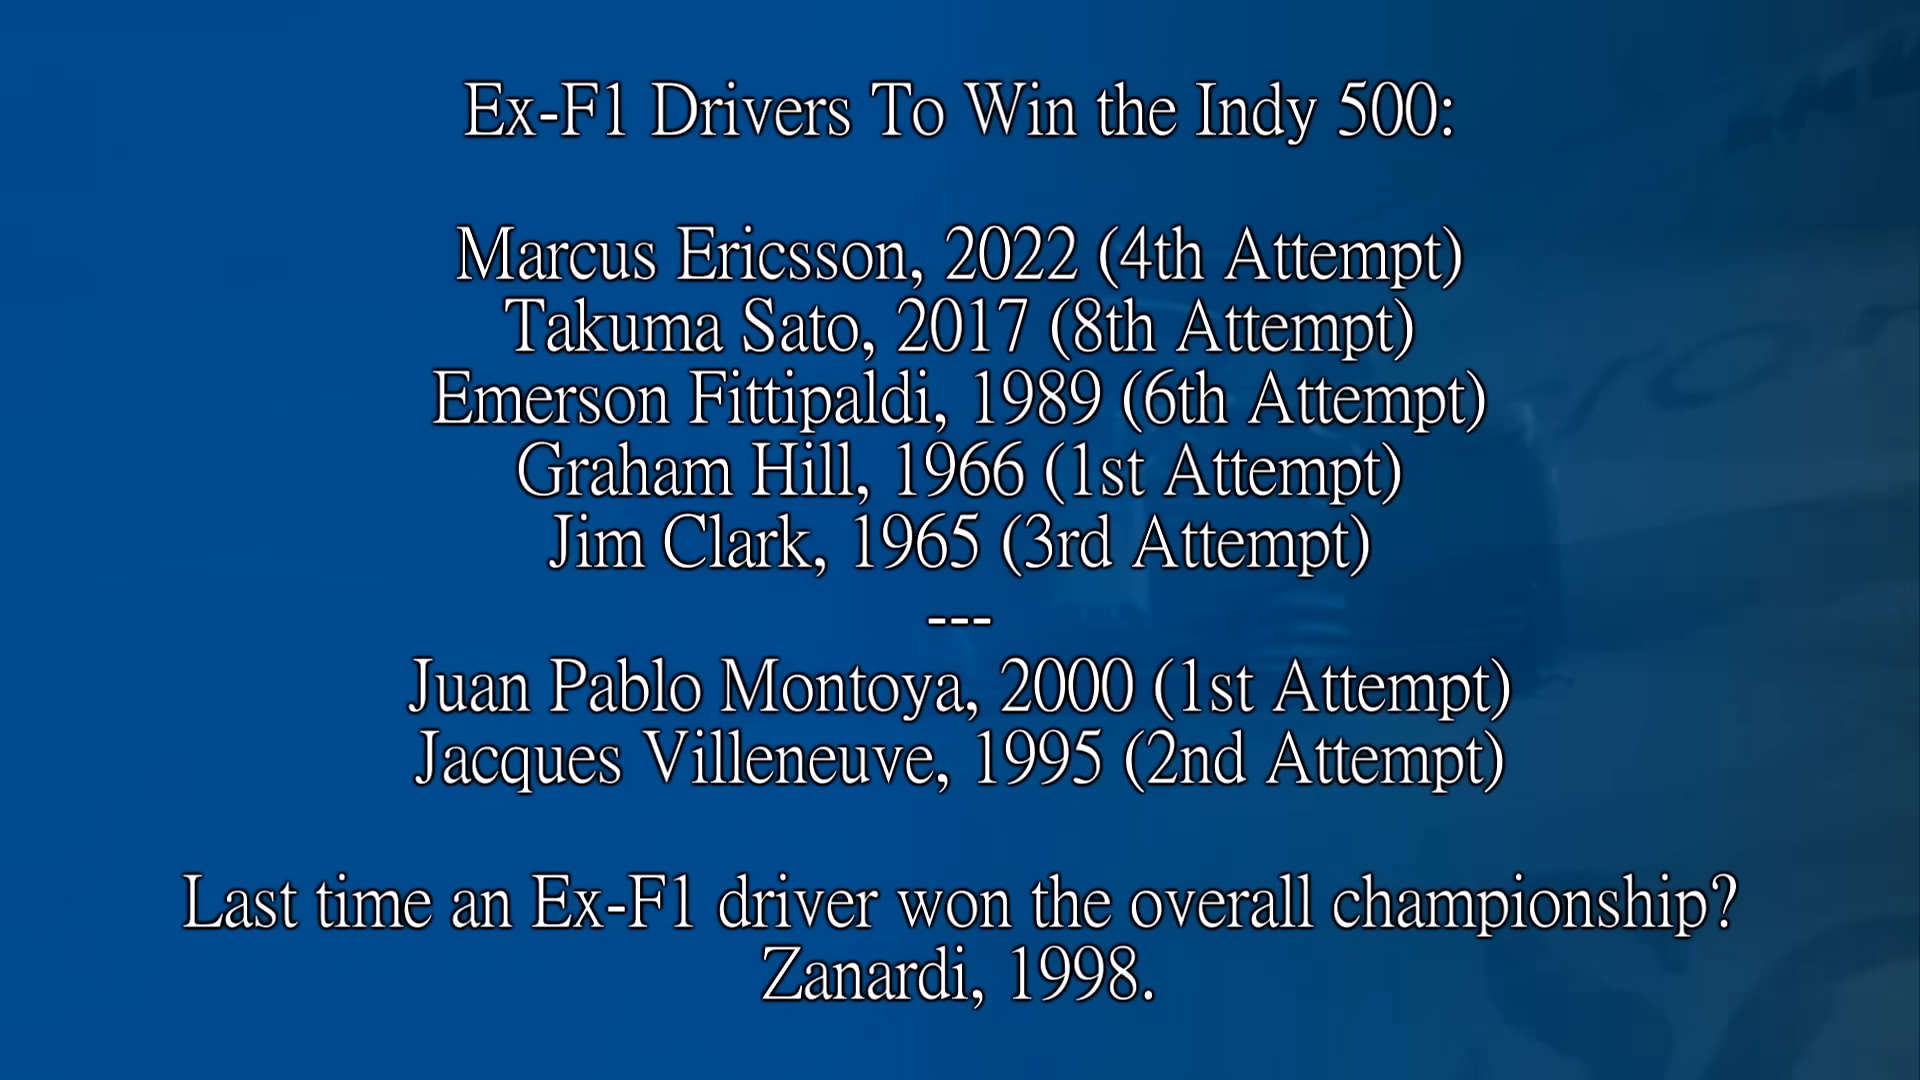 Ex-F1 Drivers To Win the Indy 500:
Marcus Ericsson, 2022 (4th Attempt)
Takuma Sato, 2017 (8th Attempt)
Emerson Fittipaldi, 1989 (6th Attempt)
Graham Hill, 1966 (1st Attempt)
Jim Clark, 1965 (3rd Attempt)
---
Juan Pablo Montoya, 2000 (1st Attempt)
Jacques Villeneuve, 1995 (2nd Attempt)
Last time an Ex-F1 driver won the overall championship?
Zanardi, 1998.